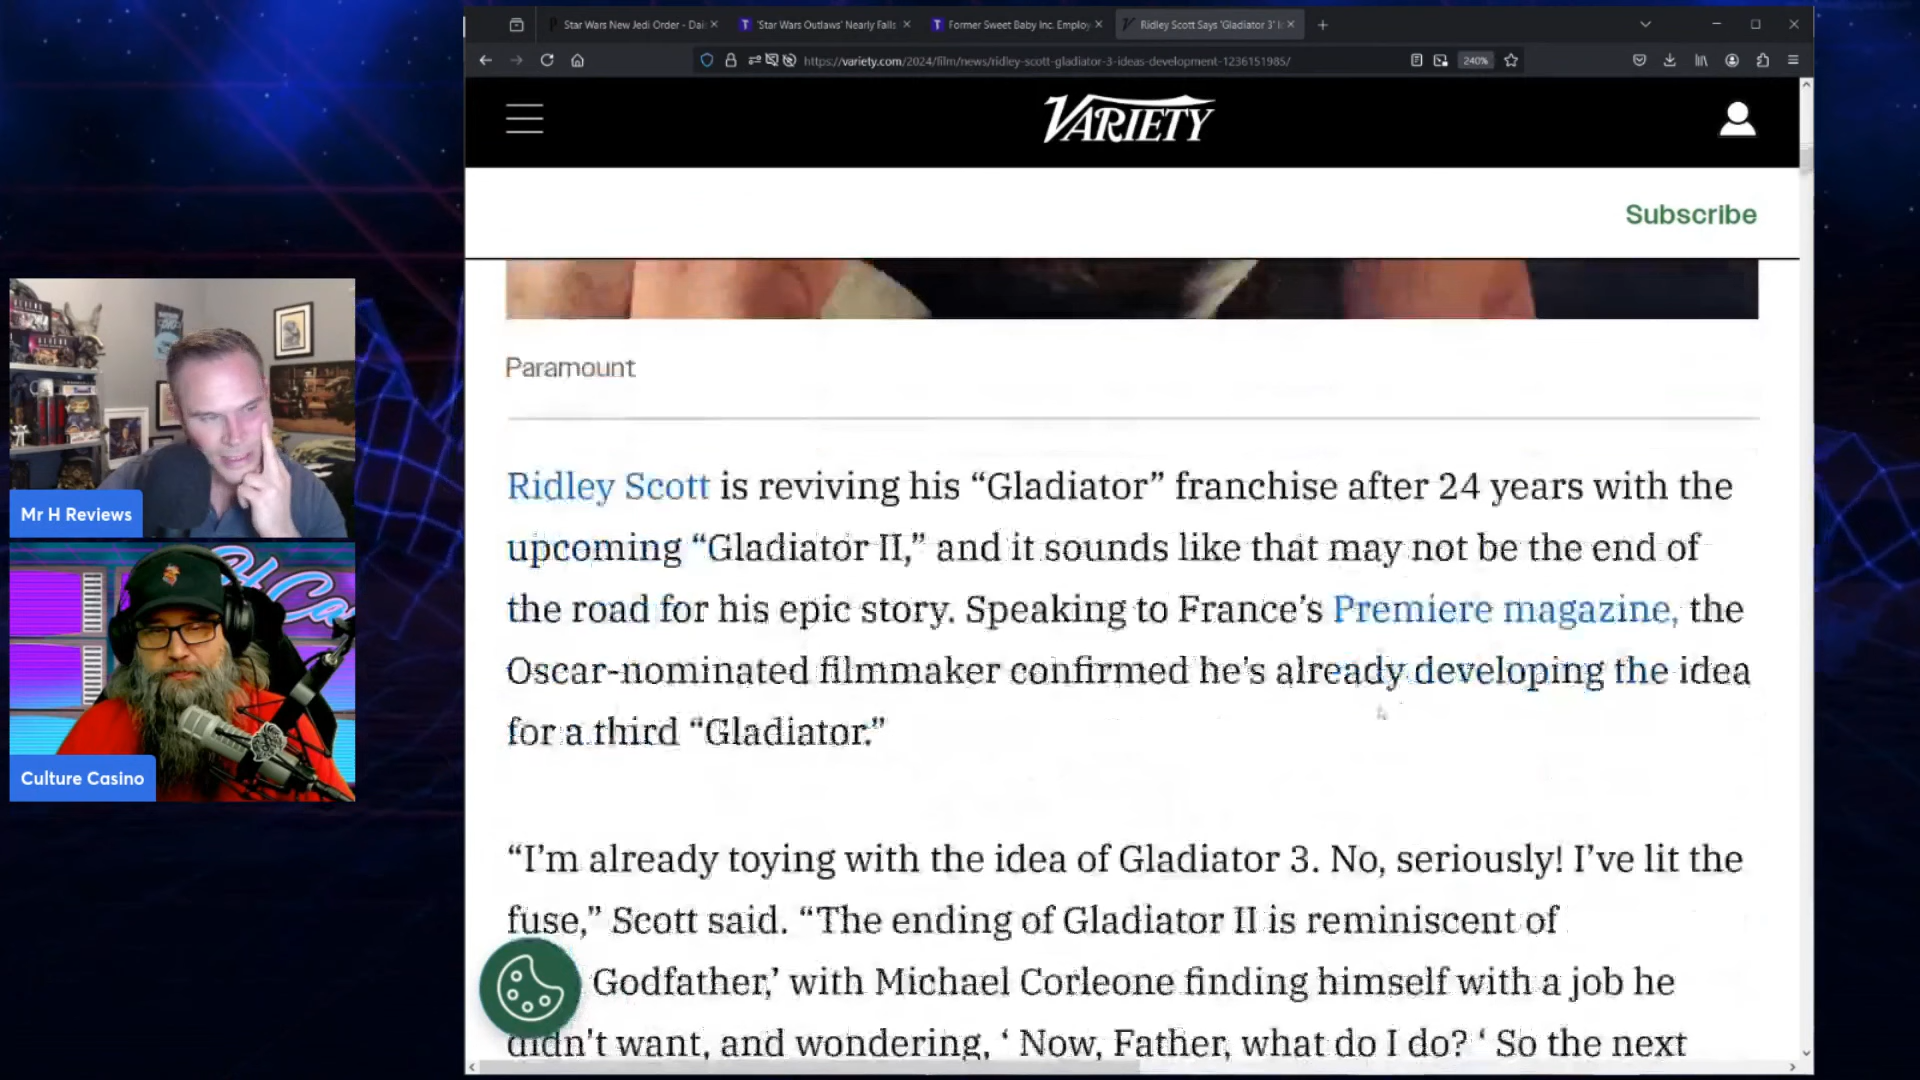 Star Wars New Jedi Order - Dai
'Star Wars Outlaws' Nearly Falls
Former Sweet Baby Inc. Employ
Ridley Scott Says 'Gladiator 3' I
https://variety.com/2024/film/news/ridley-scott-gladiator-3-ideas-development-1236151985/
240%
VARIETY
Subscribe
Paramount
Ridley Scott is reviving his “Gladiator” franchise after 24 years with the
upcoming “Gladiator II,” and it sounds like that may not be the end of
the road for his epic story. Speaking to France’s Premiere magazine, the
Oscar-nominated filmmaker confirmed he’s already developing the idea
for a third “Gladiator.”
“I’m already toying with the idea of Gladiator 3. No, seriously! I’ve lit the
fuse,” Scott said. “The ending of Gladiator II is reminiscent of
Godfather,’ with Michael Corleone finding himself with a job he
didn't want, and wondering, ‘ Now, Father, what do I do? ‘ So the next
Mr H Reviews
Culture Casino